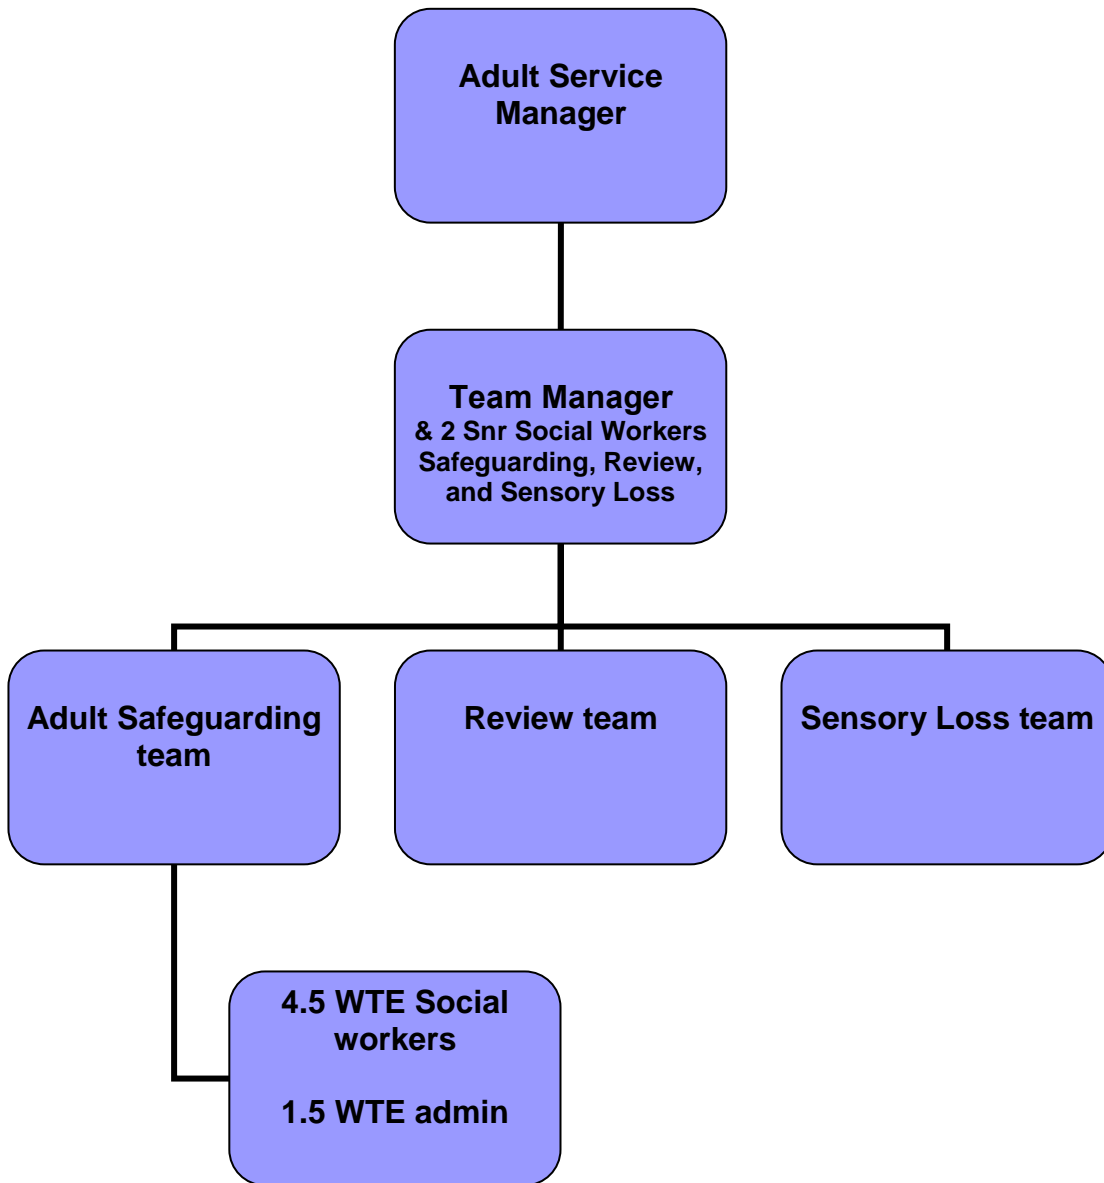 Adult Service
Manager
Team Manager
& 2 Snr Social Workers
Safeguarding, Review,
and Sensory Loss
Adult Safeguarding
team
Review team
Sensory Loss team
4.5 WTE Social
workers
1.5 WTE admin